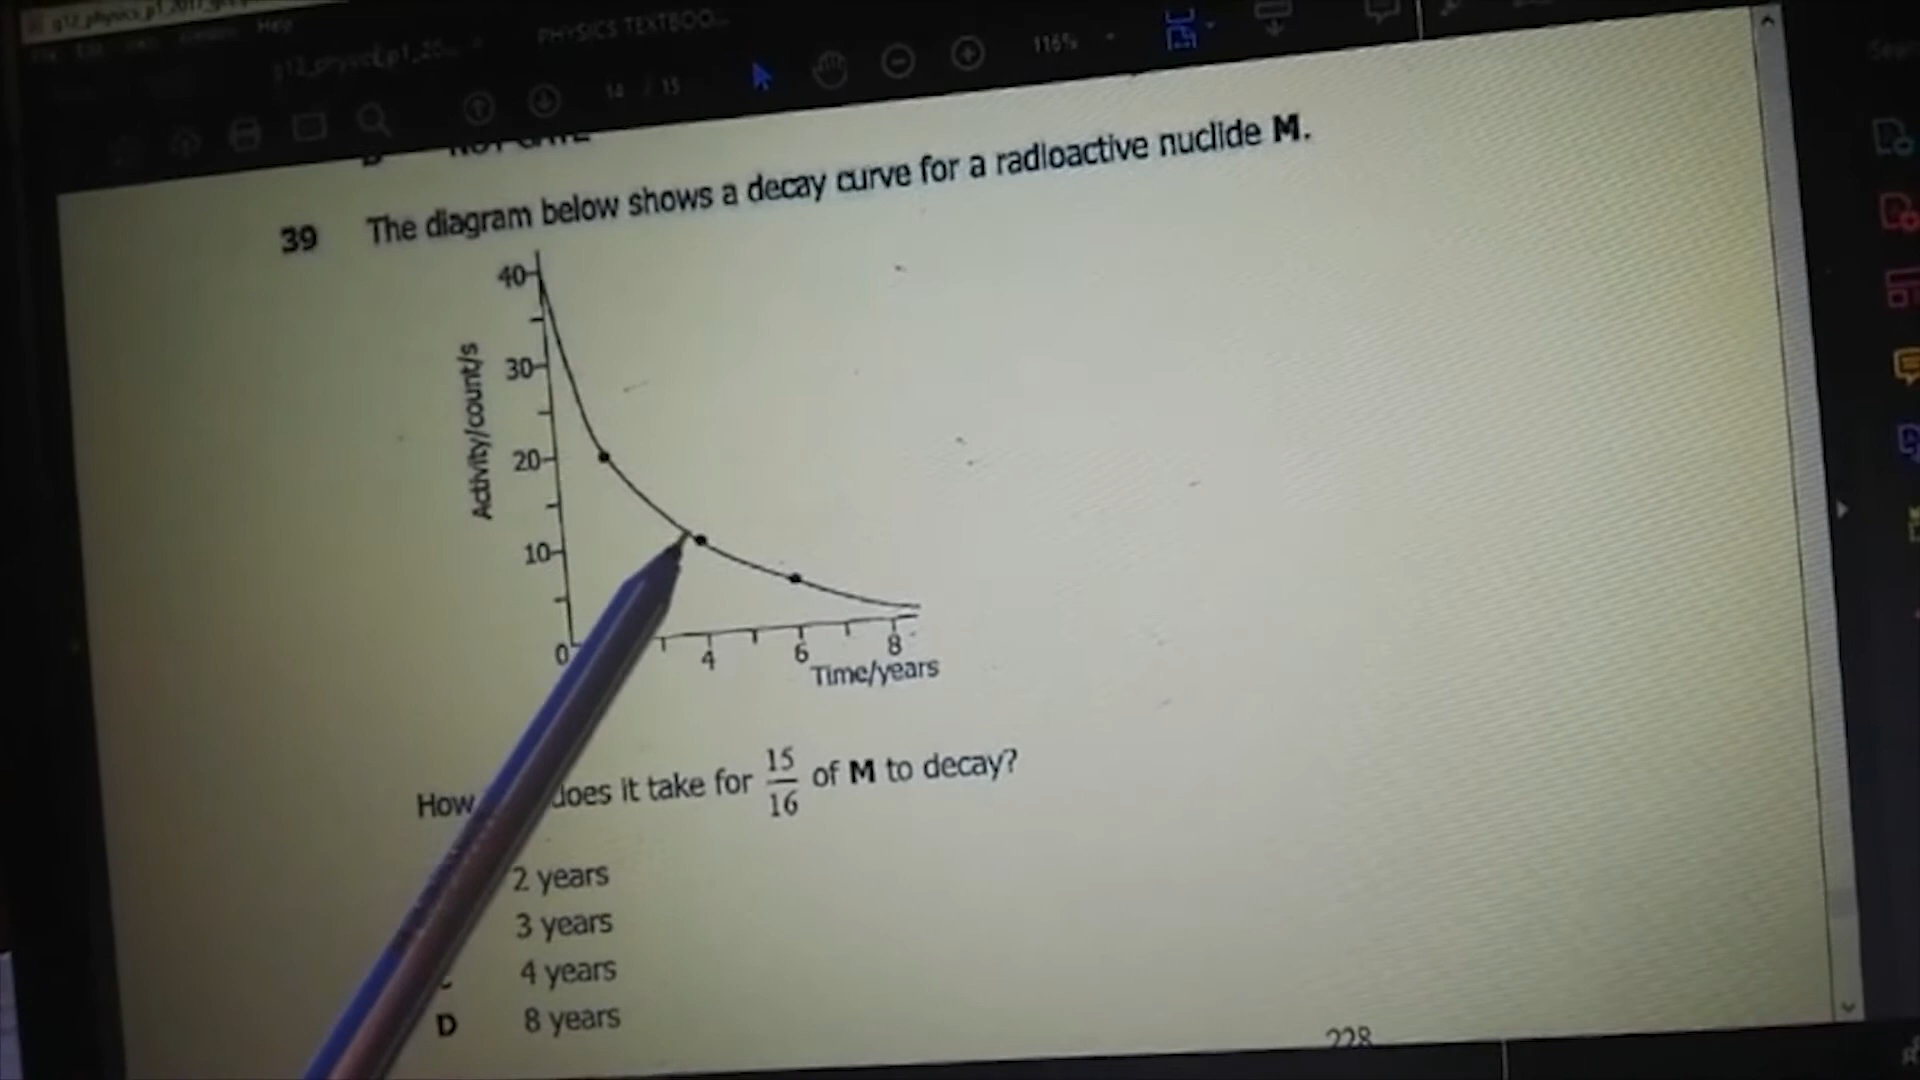 Help
PHYSICS TEXTBOO...
14 / 15
116%
39 The diagram below shows a decay curve for a radioactive nuclide M.
40
30
20
10
0
4
6
8
Activity/count/s
Time/years
How does it take for 15/16 of M to decay?
2 years
3 years
4 years
D 8 years
228